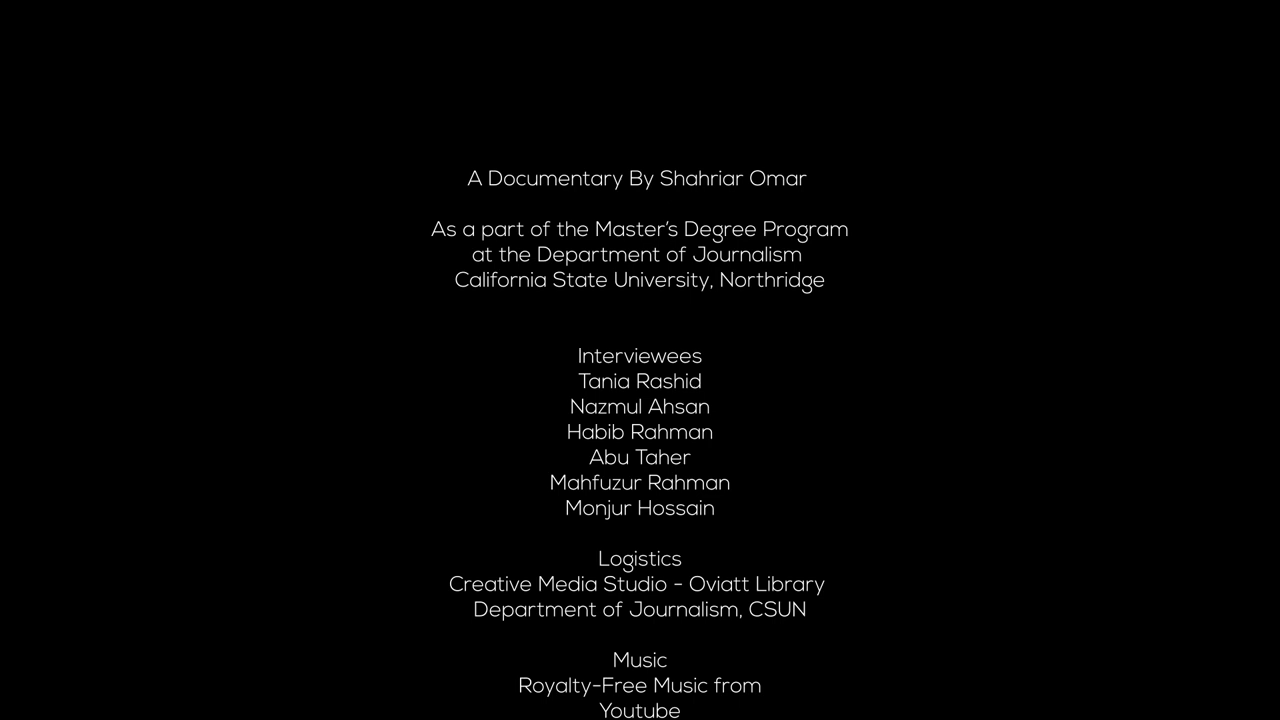 A Documentary By Shahriar Omar
As a part of the Master's Degree Program
at the Department of Journalism
California State University, Northridge
Interviewees
Tania Rashid
Nazmul Ahsan
Habib Rahman
Abu Taher
Mahfuzur Rahman
Monjur Hossain
Logistics
Creative Media Studio - Oviatt Library
Department of Journalism, CSUN
Music
Royalty-Free Music from
Youtube